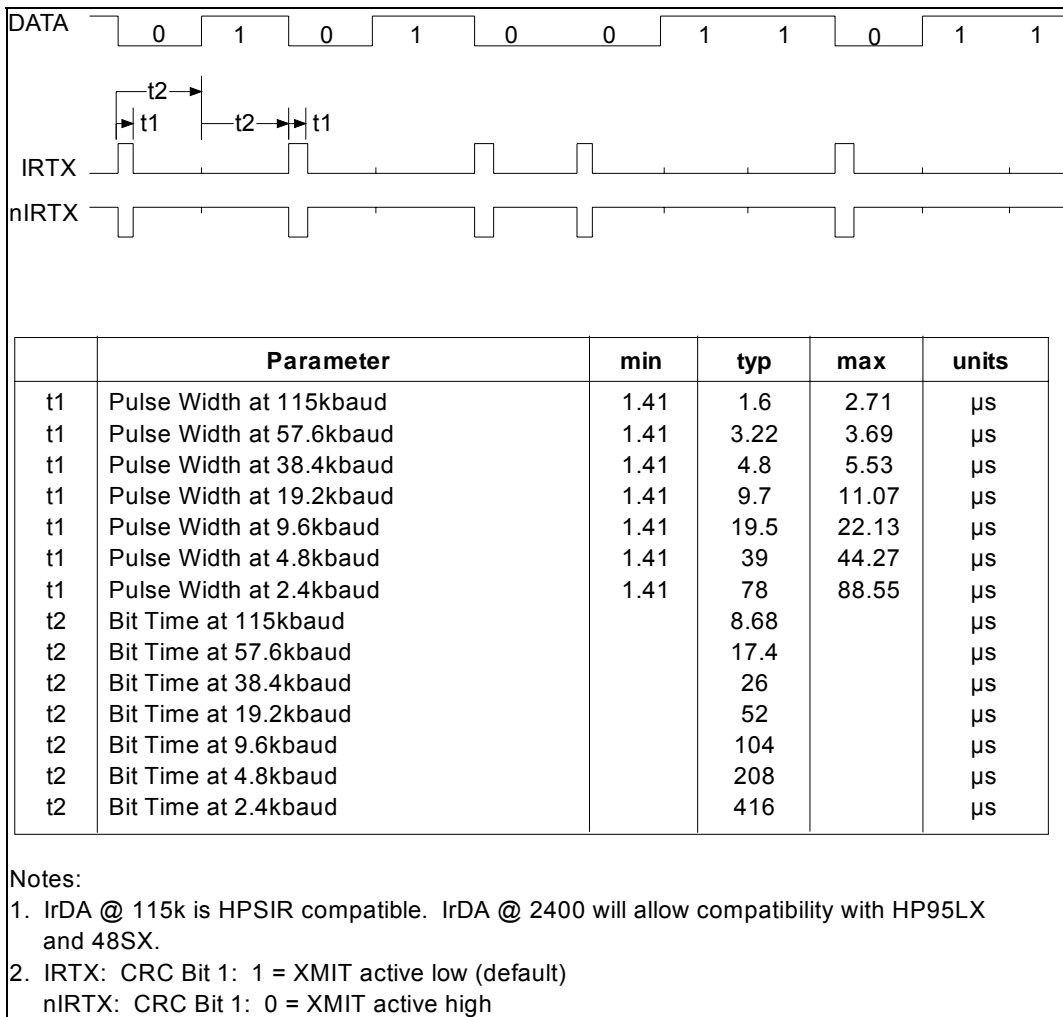 DATA 0 1 0 1 0 0 1 1 0 1 1
t2
t1 t2 t1
IRTX
nIRTX
Parameter min typ max units
t1 Pulse Width at 115kbaud 1.41 1.6 2.71 µs
t1 Pulse Width at 57.6kbaud 1.41 3.22 3.69 µs
t1 Pulse Width at 38.4kbaud 1.41 4.8 5.53 µs
t1 Pulse Width at 19.2kbaud 1.41 9.7 11.07 µs
t1 Pulse Width at 9.6kbaud 1.41 19.5 22.13 µs
t1 Pulse Width at 4.8kbaud 1.41 39 44.27 µs
t1 Pulse Width at 2.4kbaud 1.41 78 88.55 µs
t2 Bit Time at 115kbaud 8.68 µs
t2 Bit Time at 57.6kbaud 17.4 µs
t2 Bit Time at 38.4kbaud 26 µs
t2 Bit Time at 19.2kbaud 52 µs
t2 Bit Time at 9.6kbaud 104 µs
t2 Bit Time at 4.8kbaud 208 µs
t2 Bit Time at 2.4kbaud 416 µs
Notes:
1. IrDA @ 115k is HPSIR compatible. IrDA @ 2400 will allow compatibility with HP95LX
and 48SX.
2. IRTX: CRC Bit 1: 1 = XMIT active low (default)
nIRTX: CRC Bit 1: 0 = XMIT active high